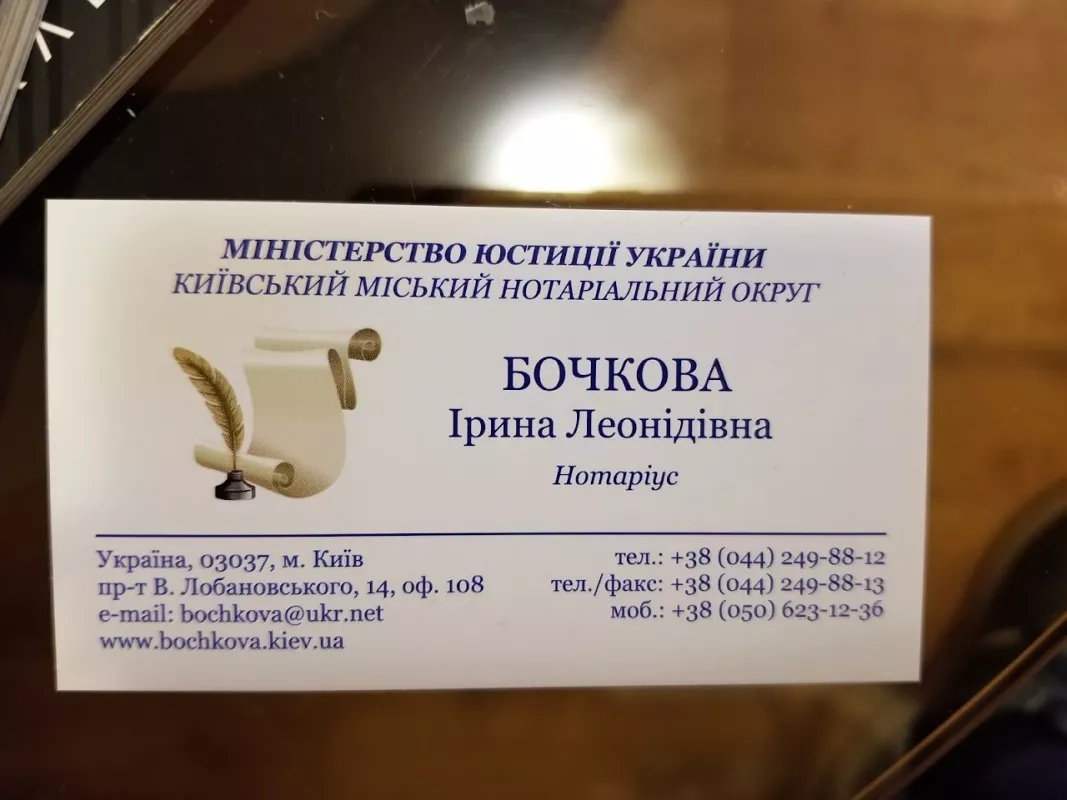 МІНІСТЕРСТВО ЮСТИЦІЇ УКРАЇНИ
КИЇВСЬКИЙ МІСЬКИЙ НОТАРІАЛЬНИЙ ОКРУГ
БОЧКОВА
Ірина Леонідівна
Нотаріус
Україна, 03037, м. Київ
пр-т В. Лобановського, 14, оф. 108
e-mail: bochkova@ukr.net
www.bochkova.kiev.ua
тел.: +38 (044) 249-88-12
тел./факс: +38 (044) 249-88-13
моб.: +38 (050) 623-12-36